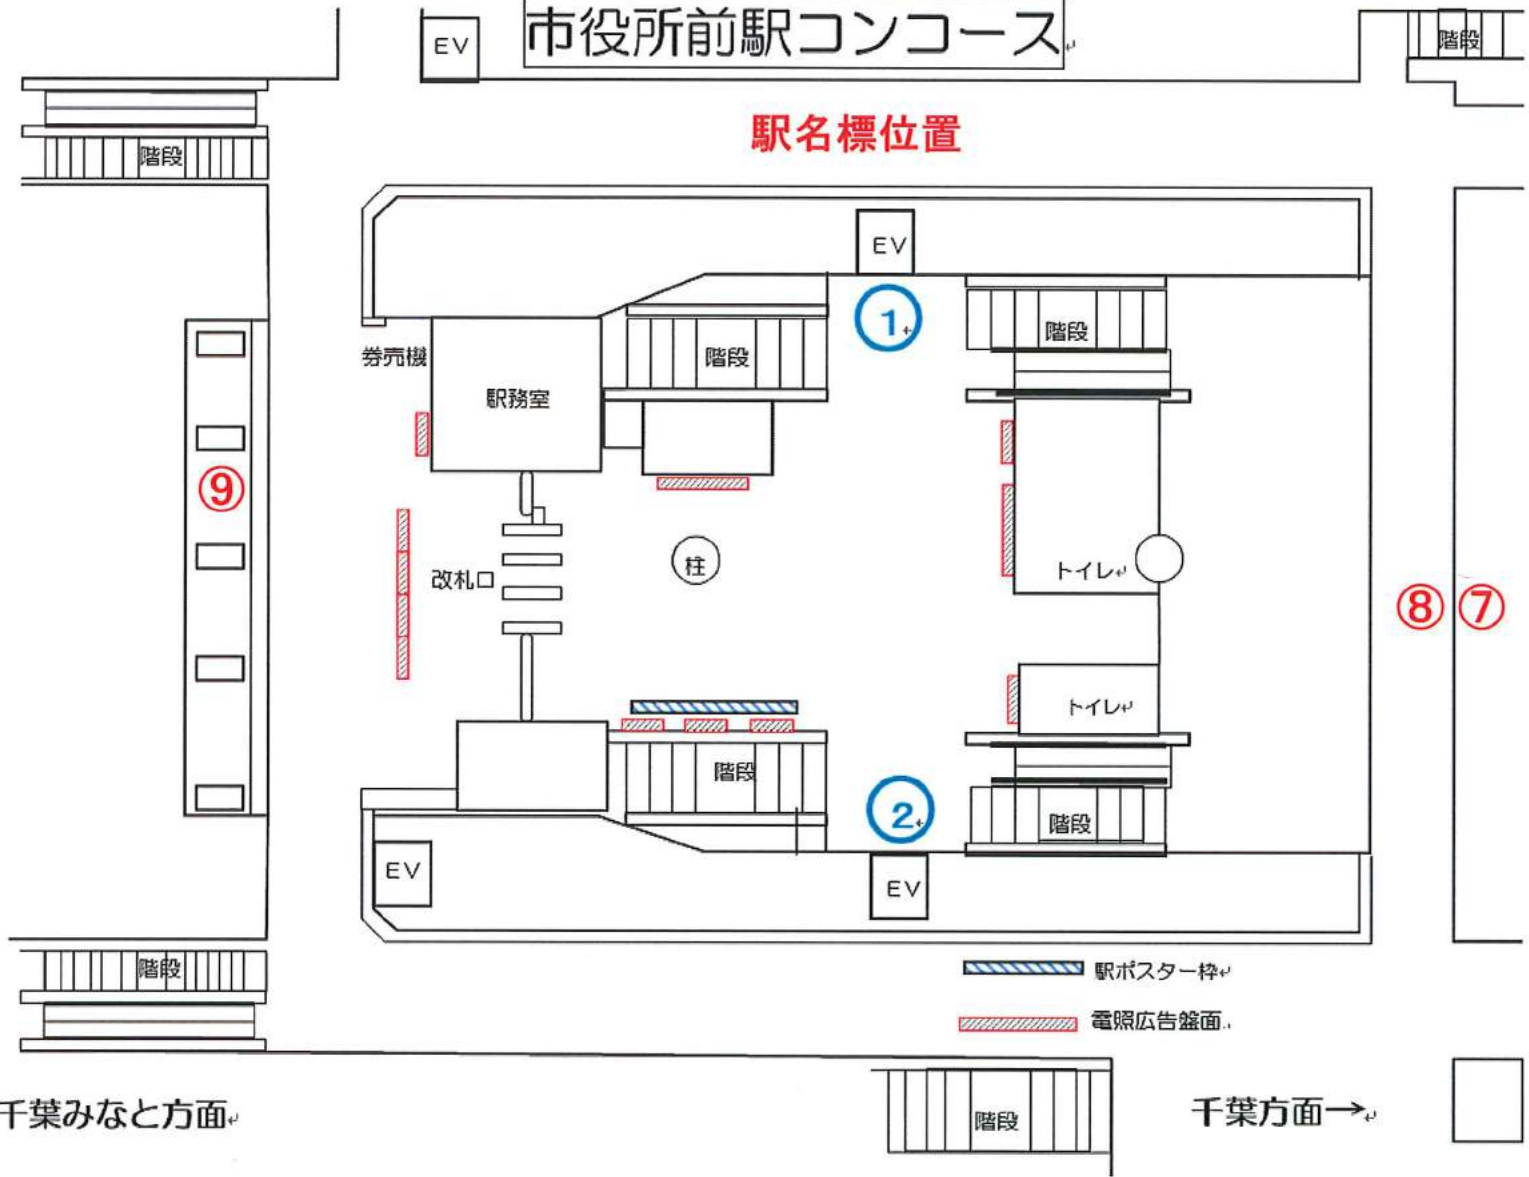 市役所前駅コンコース
EV
階段
駅名標位置
階段
EV
①
階段
階段
券売機
駅務室
⑨
柱
改札口
トイレ
⑧
⑦
トイレ
階段
②
階段
EV
EV
階段
駅ポスター枠
電照広告盤面
千葉みなと方面
階段
千葉方面→